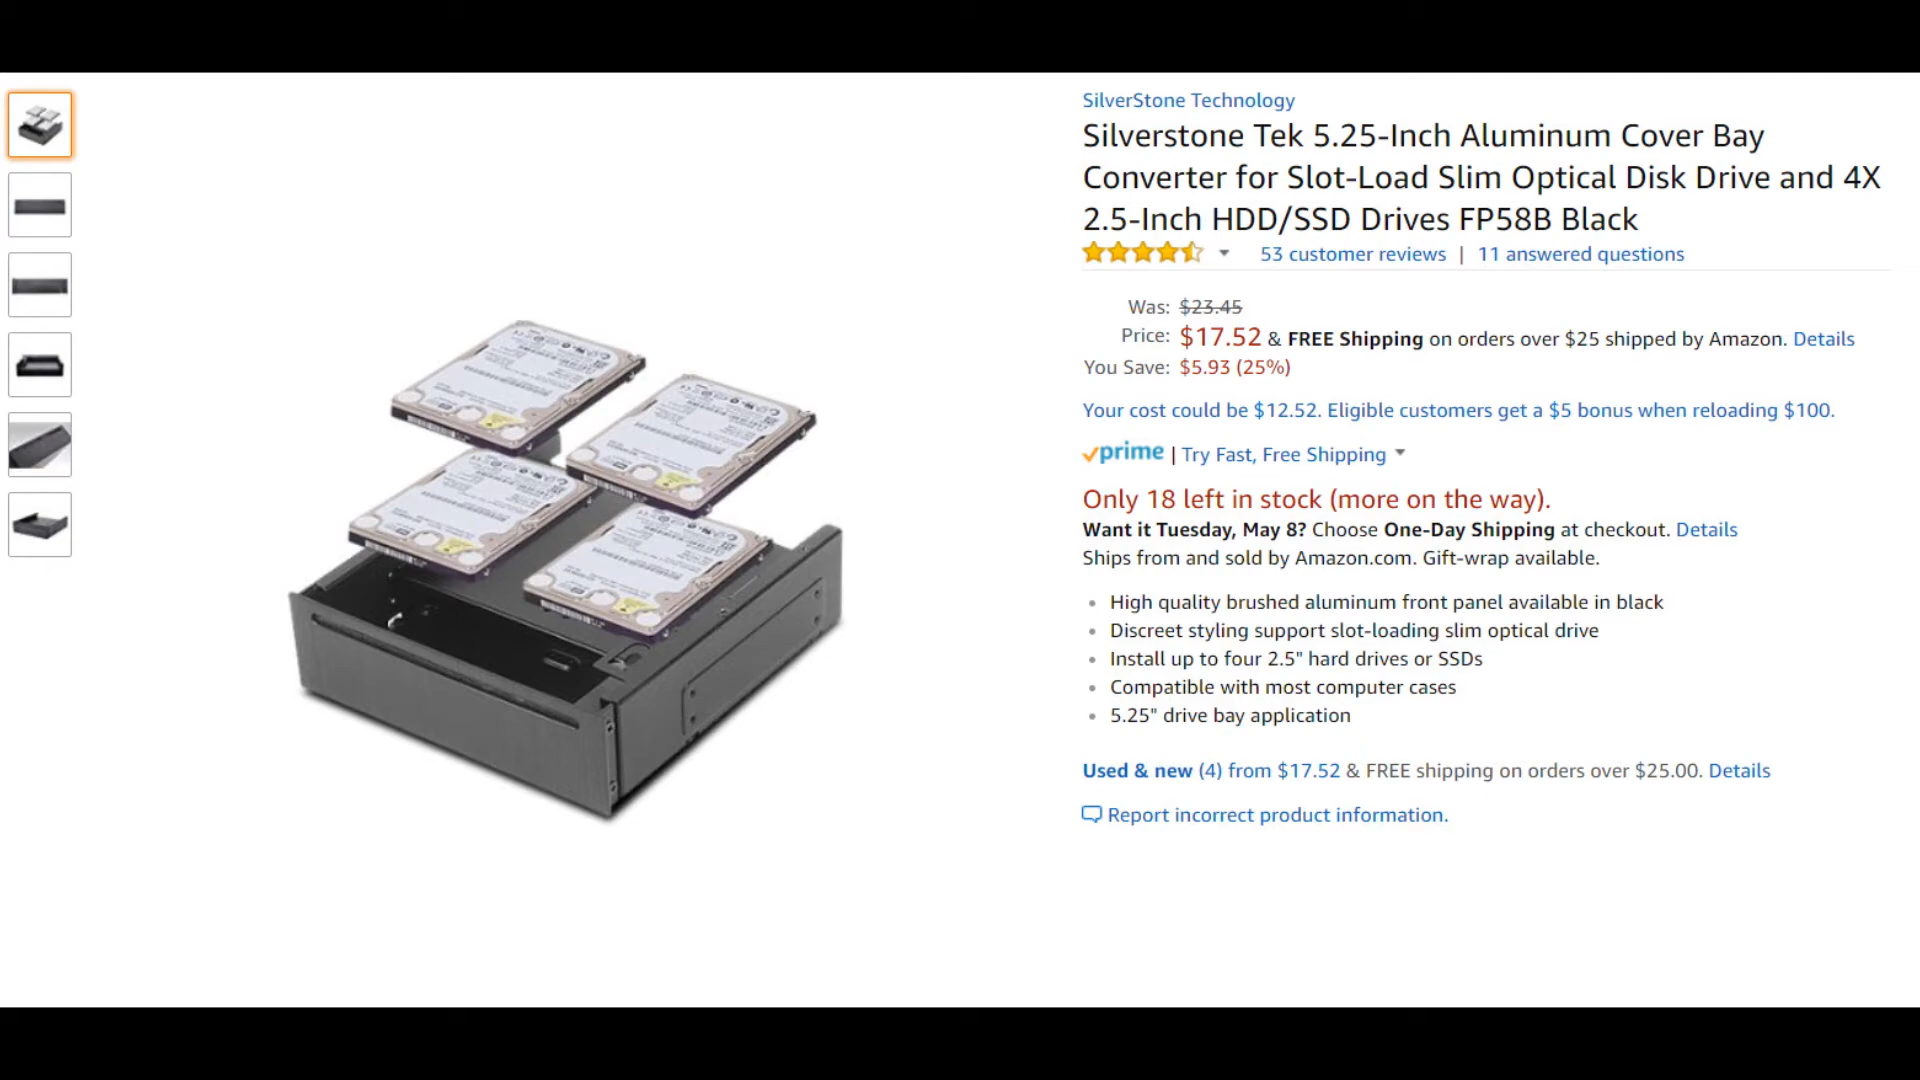 SilverStone Technology
Silverstone Tek 5.25-Inch Aluminum Cover Bay
Converter for Slot-Load Slim Optical Disk Drive and 4X
2.5-Inch HDD/SSD Drives FP58B Black
53 customer reviews | 11 answered questions
Was: $23.45
Price: $17.52 & FREE Shipping on orders over $25 shipped by Amazon. Details
You Save: $5.93 (25%)
Your cost could be $12.52. Eligible customers get a $5 bonus when reloading $100.
prime | Try Fast, Free Shipping
Only 18 left in stock (more on the way).
Want it Tuesday, May 8? Choose One-Day Shipping at checkout. Details
Ships from and sold by Amazon.com. Gift-wrap available.
• High quality brushed aluminum front panel available in black
• Discreet styling support slot-loading slim optical drive
• Install up to four 2.5" hard drives or SSDs
• Compatible with most computer cases
• 5.25" drive bay application
Used & new (4) from $17.52 & FREE shipping on orders over $25.00. Details
Report incorrect product information.